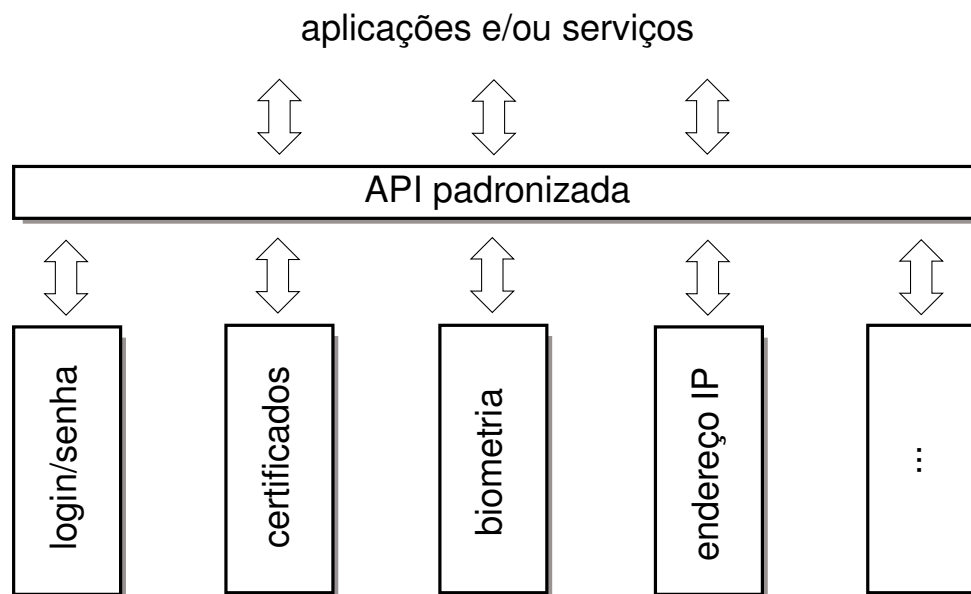 aplicações e/ou serviços
API padronizada
login/senha
certificados
biometria
endereço IP
...